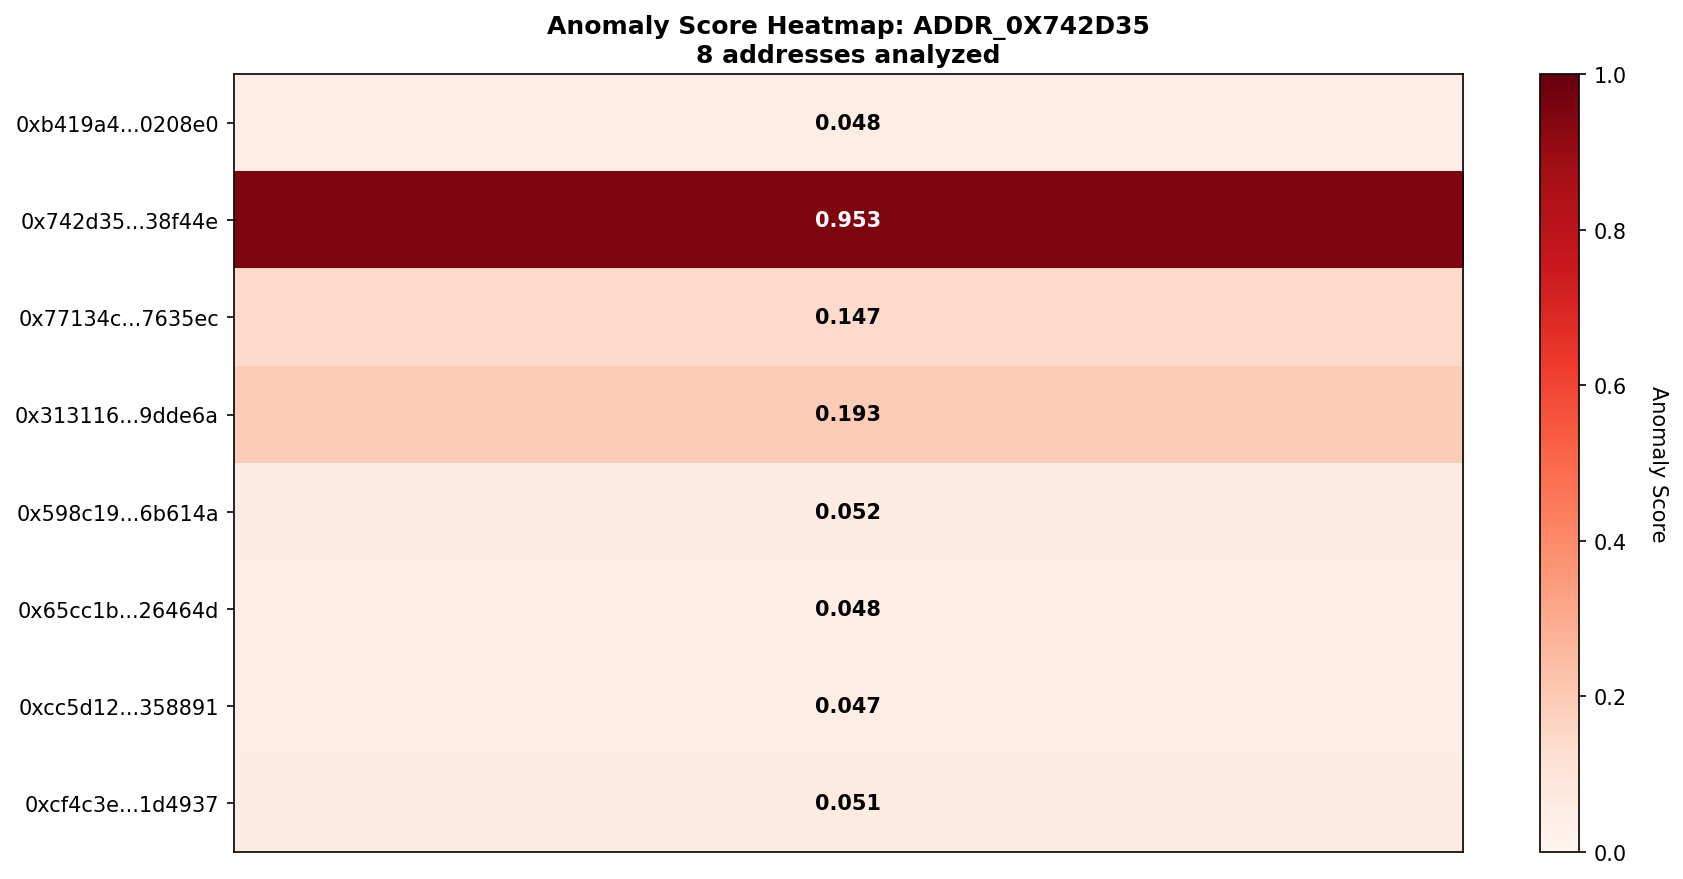 Anomaly Score Heatmap: ADDR_0X742D35
8 addresses analyzed
0xb419a4...0208e0
0.048
0x742d35...38f44e
0.953
0x77134c...7635ec
0.147
0x313116...9dde6a
0.193
0x598c19...6b614a
0.052
0x65cc1b...26464d
0.048
0xcc5d12...358891
0.047
0xcf4c3e...1d4937
0.051
1.0
0.8
0.6
0.4
0.2
0.0
Anomaly Score